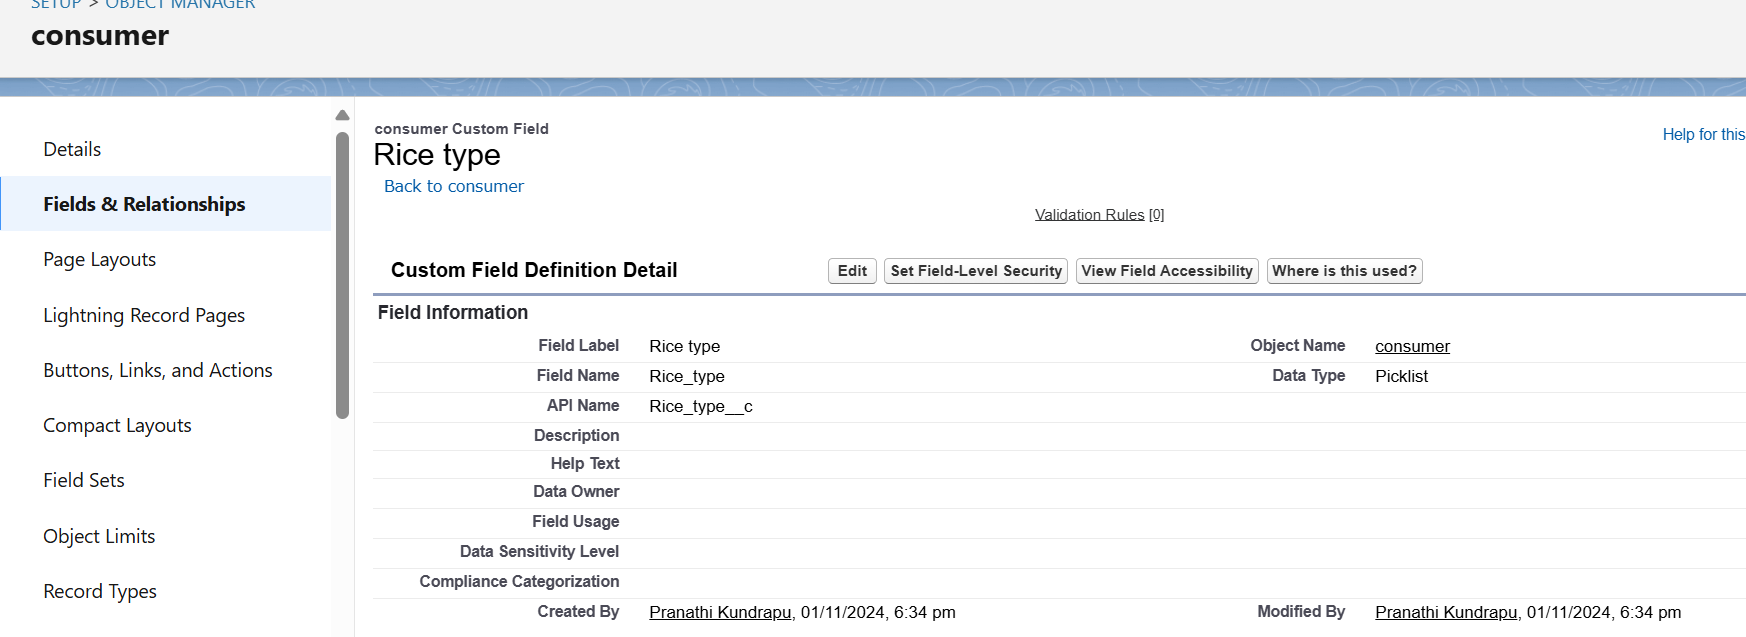 SETUP > OBJECT MANAGER
consumer
Details
Fields & Relationships
Page Layouts
Lightning Record Pages
Buttons, Links, and Actions
Compact Layouts
Field Sets
Object Limits
Record Types
consumer Custom Field
Rice type
Help for this
Back to consumer
Validation Rules [0]
Custom Field Definition Detail Edit Set Field-Level Security View Field Accessibility Where is this used?
Field Information
Field Label Rice type Object Name consumer
Field Name Rice_type Data Type Picklist
API Name Rice_type__c
Description
Help Text
Data Owner
Field Usage
Data Sensitivity Level
Compliance Categorization
Created By Pranathi Kundrapu, 01/11/2024, 6:34 pm Modified By Pranathi Kundrapu, 01/11/2024, 6:34 pm